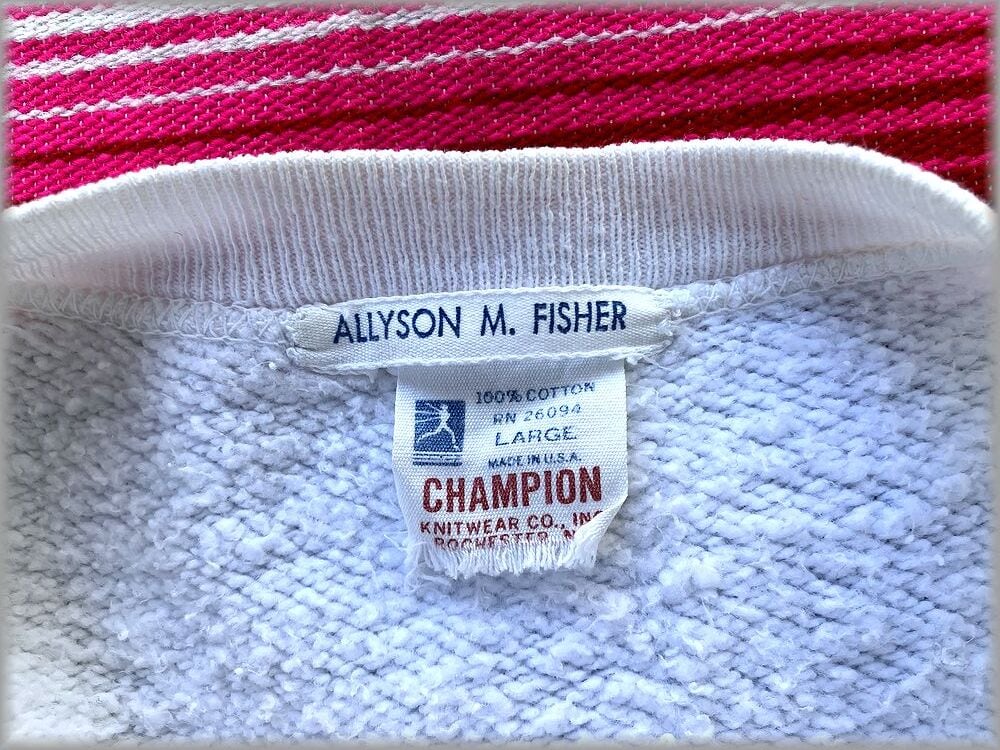 ALLYSON M. FISHER
100% COTTON
RN 26094
LARGE
MADE IN U.S.A.
CHAMPION
KNITWEAR CO., INC
ROCHESTER, N